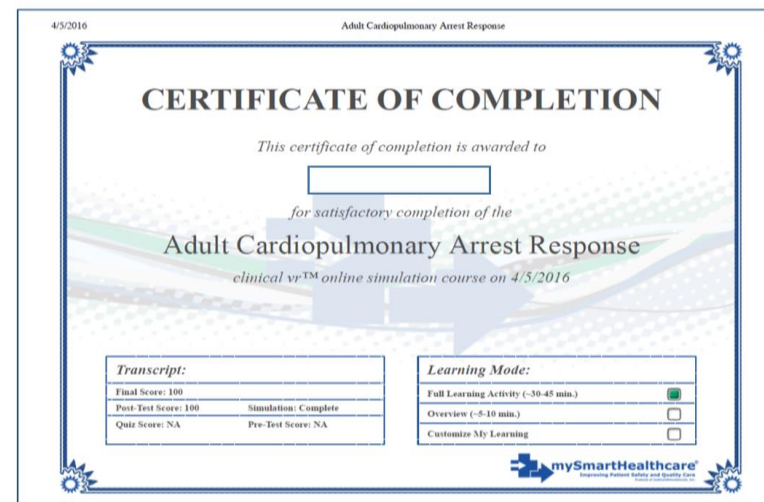 4/5/2016 Adult Cardiopulmonary Arrest Response
CERTIFICATE OF COMPLETION
This certificate of completion is awarded to
for satisfactory completion of the
Adult Cardiopulmonary Arrest Response
clinical vr™ online simulation course on 4/5/2016
Transcript:
Final Score: 100
Post-Test Score: 100 Simulation: Complete
Quiz Score: NA Pre-Test Score: NA
Learning Mode:
Full Learning Activity (~30-45 min.)
Overview (~5-10 min.)
Customize My Learning
mySmartHealthcare®
Improving Patient Safety and Quality Care